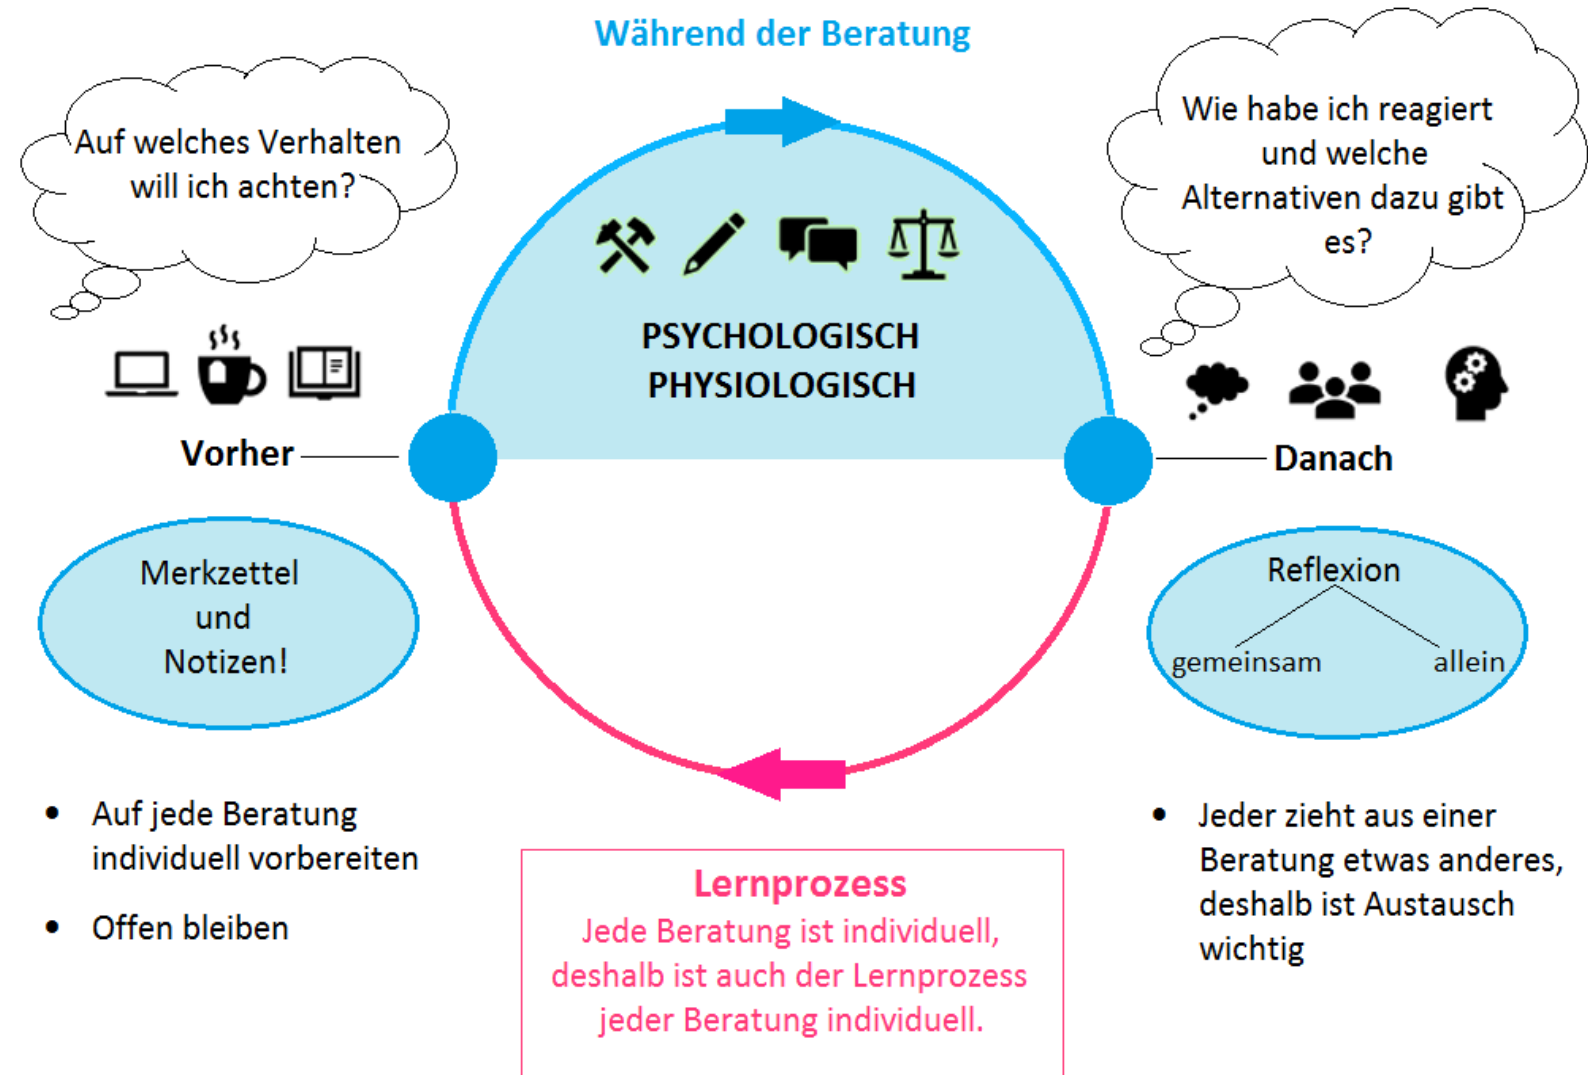 Während der Beratung
Auf welches Verhalten
will ich achten?
Wie habe ich reagiert
und welche
Alternativen dazu gibt
es?
PSYCHOLOGISCH
PHYSIOLOGISCH
Vorher
Danach
Merkzettel
und
Notizen!
Reflexion
gemeinsam allein
• Auf jede Beratung
individuell vorbereiten
• Offen bleiben
Lernprozess
Jede Beratung ist individuell,
deshalb ist auch der Lernprozess
jeder Beratung individuell.
• Jeder zieht aus einer
Beratung etwas anderes,
deshalb ist Austausch
wichtig